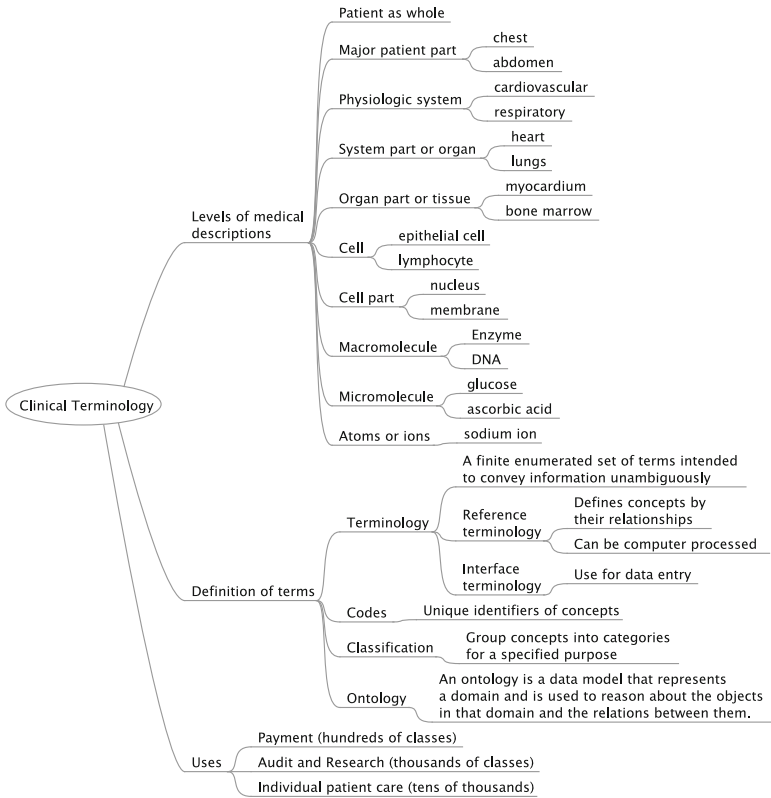 Clinical Terminology
Levels of medical
descriptions
Patient as whole
Major patient part
chest
abdomen
Physiologic system
cardiovascular
respiratory
System part or organ
heart
lungs
Organ part or tissue
myocardium
bone marrow
Cell
epithelial cell
lymphocyte
Cell part
nucleus
membrane
Macromolecule
Enzyme
DNA
Micromolecule
glucose
ascorbic acid
Atoms or ions
sodium ion
Definition of terms
Terminology
A finite enumerated set of terms intended
to convey information unambiguously
Reference
terminology
Defines concepts by
their relationships
Can be computer processed
Interface
terminology
Use for data entry
Codes
Unique identifiers of concepts
Classification
Group concepts into categories
for a specified purpose
Ontology
An ontology is a data model that represents
a domain and is used to reason about the objects
in that domain and the relations between them.
Uses
Payment (hundreds of classes)
Audit and Research (thousands of classes)
Individual patient care (tens of thousands)